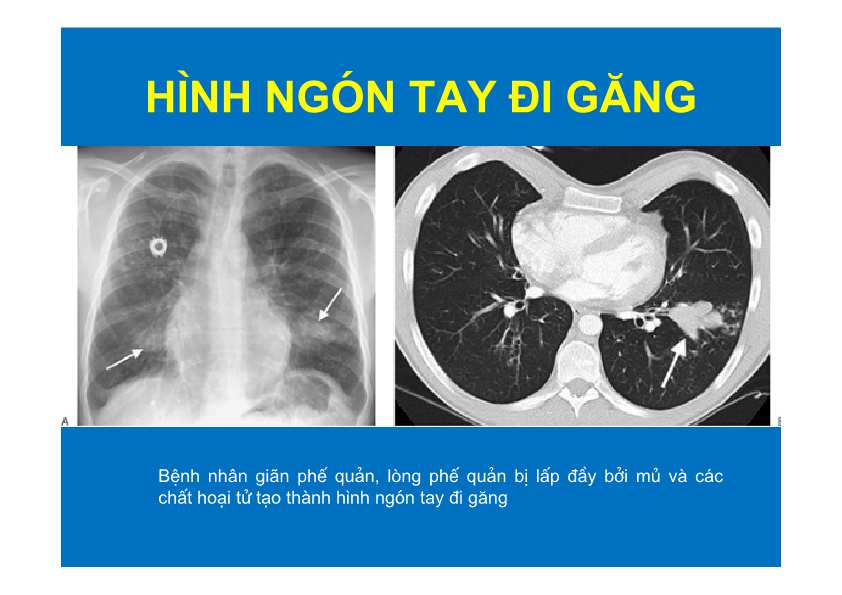 HÌNH NGÓN TAY ĐI GĂNG
A
Bệnh nhân giãn phế quản, lòng phế quản bị lấp đầy bởi mủ và các
chất hoại tử tạo thành hình ngón tay đi găng